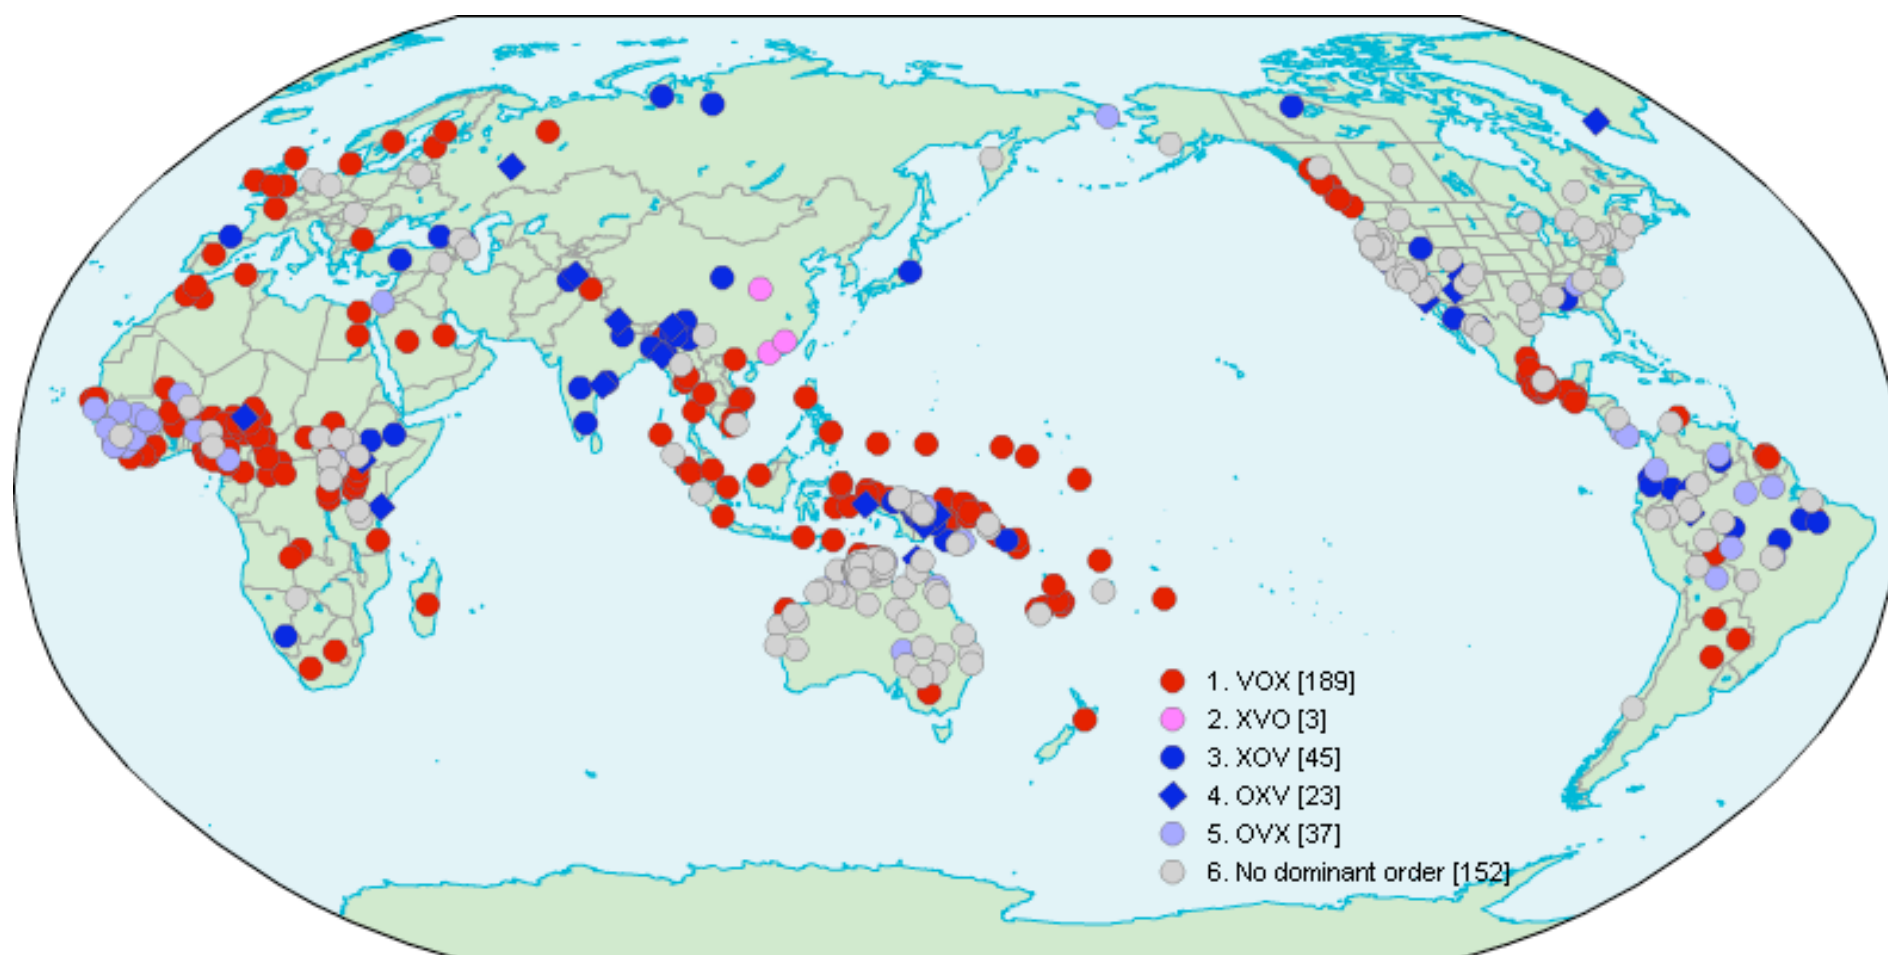 1. VOX [189]
2. XVO [3]
3. XOV [45]
4. OXV [23]
5. OVX [37]
6. No dominant order [152]